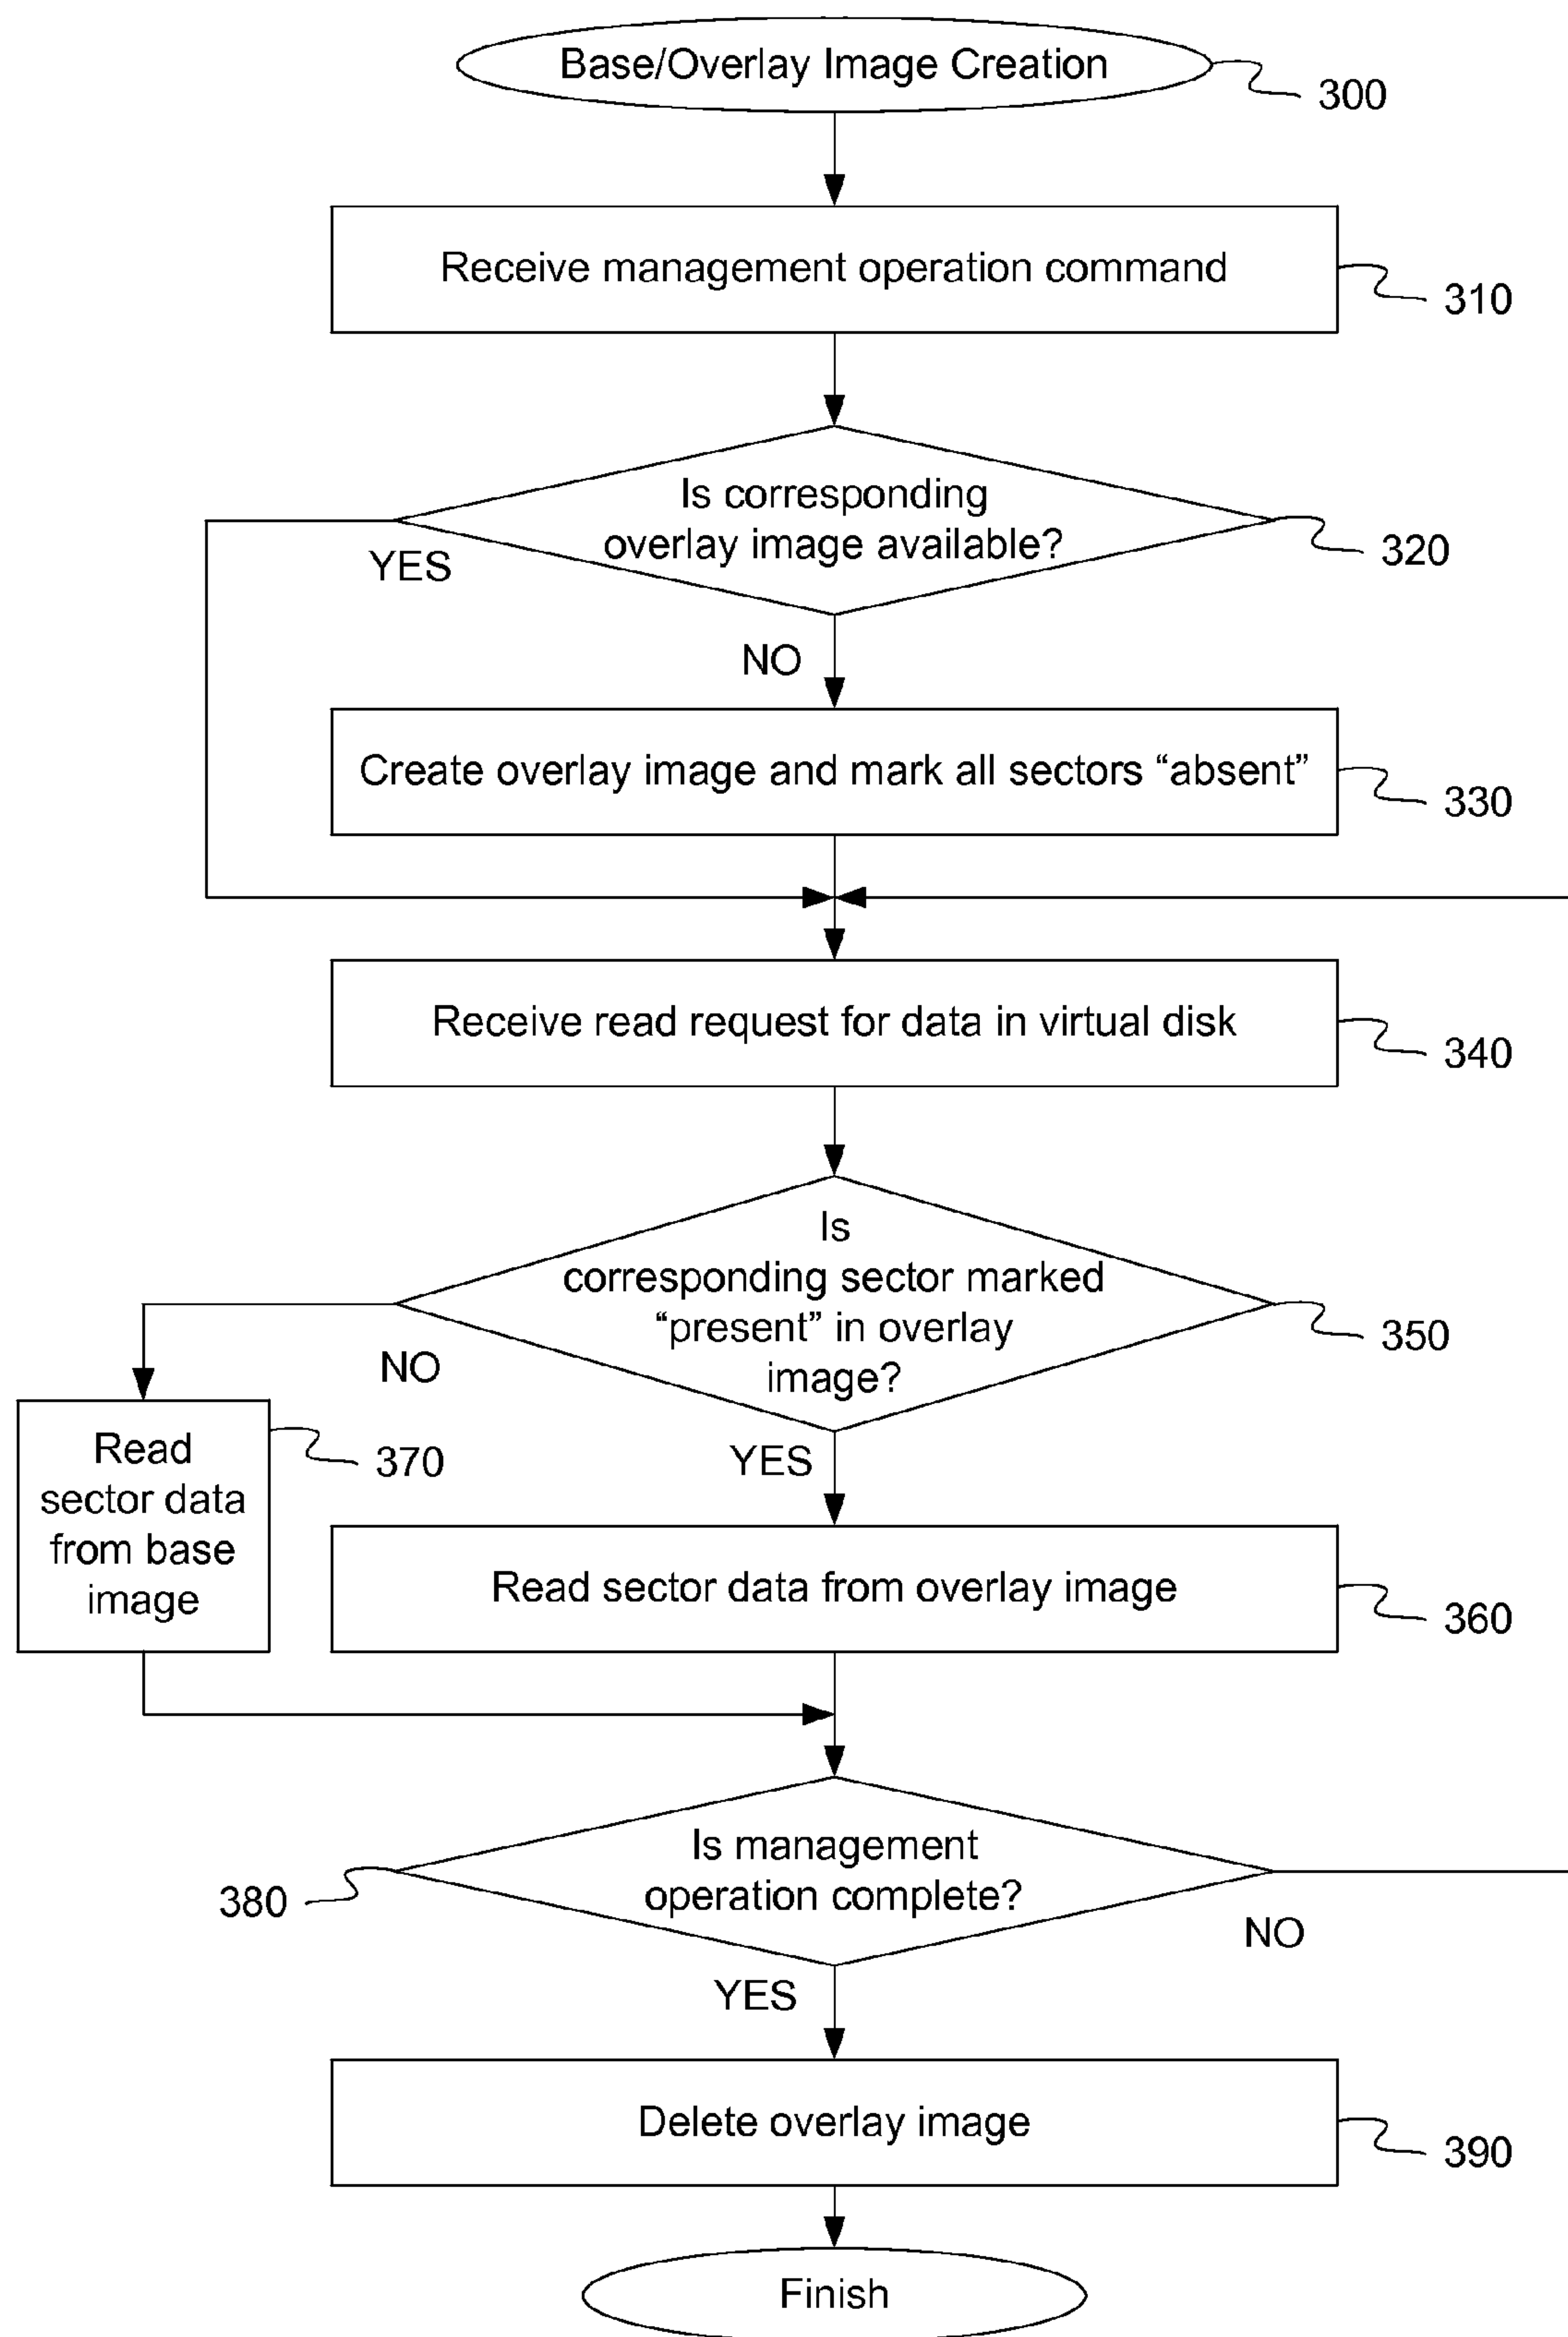 Base/Overlay Image Creation
300
Receive management operation command
310
Is corresponding
overlay image available?
320
YES
NO
Create overlay image and mark all sectors “absent”
330
Receive read request for data in virtual disk
340
Is
corresponding sector marked
“present” in overlay
image?
350
NO
YES
Read
sector data
from base
image
370
Read sector data from overlay image
360
Is management
operation complete?
380
NO
YES
Delete overlay image
390
Finish